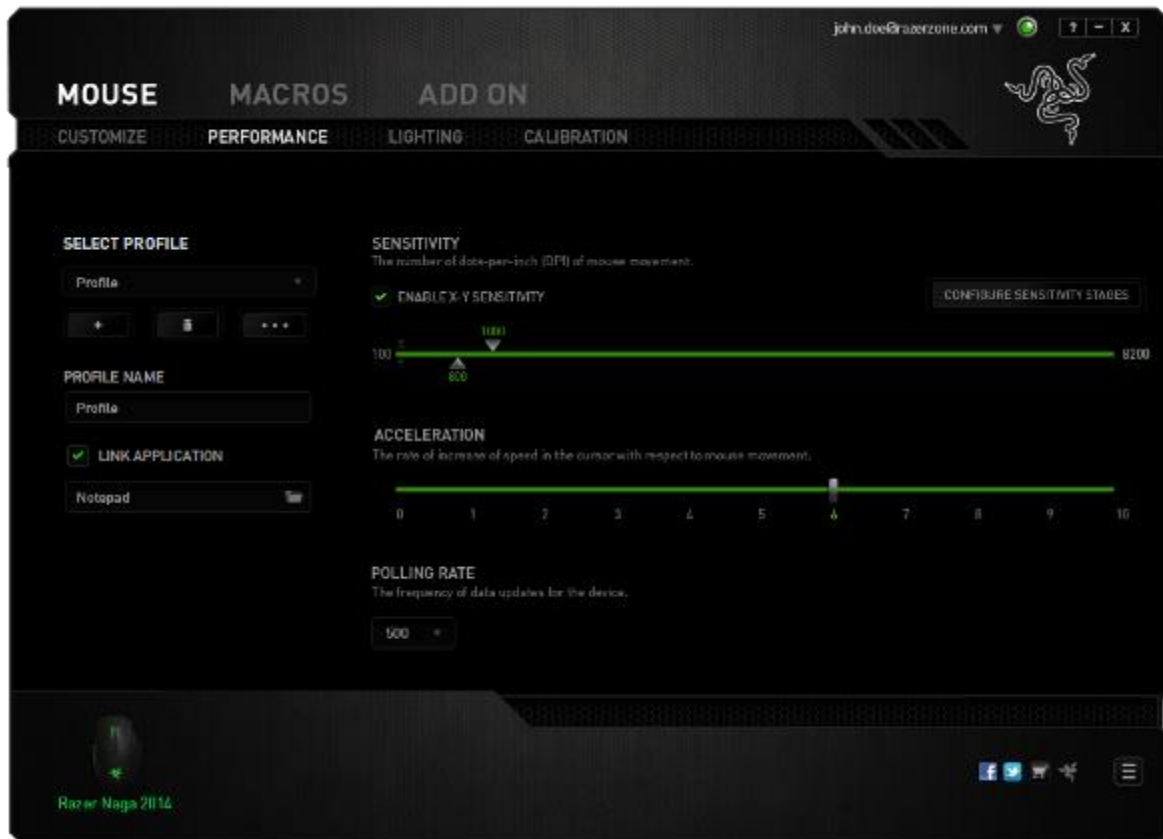 john.doe@razerzone.com
? – X
MOUSE MACROS ADD ON
CUSTOMIZE PERFORMANCE LIGHTING CALIBRATION
SELECT PROFILE
Profile
PROFILE NAME
Profile
LINK APPLICATION
Notepad
SENSITIVITY
The number of dots-per-inch (DPI) of mouse movement.
ENABLE X-Y SENSITIVITY
CONFIGURE SENSITIVITY STAGES
1000
100 8200
800
ACCELERATION
The rate of increase of speed in the cursor with respect to mouse movement.
0 1 2 3 4 5 6 7 8 9 10
POLLING RATE
The frequency of data updates for the device.
500
Razer Naga 2014